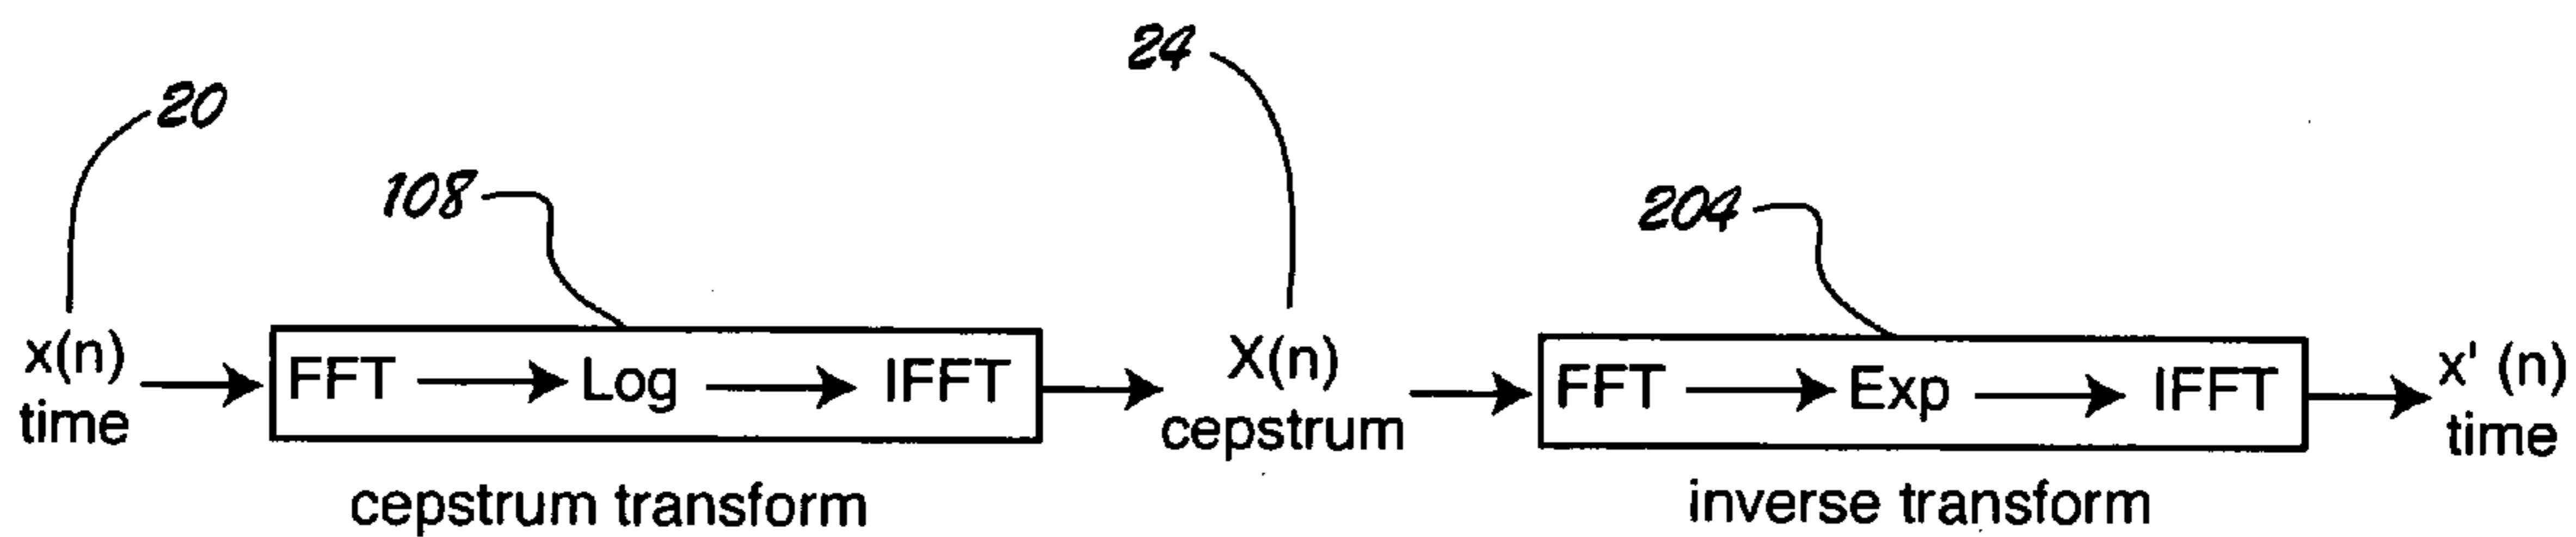 20
108
24
204
x(n)
time
FFT Log IFFT
X(n)
cepstrum
FFT Exp IFFT
x' (n)
time
cepstrum transform
inverse transform